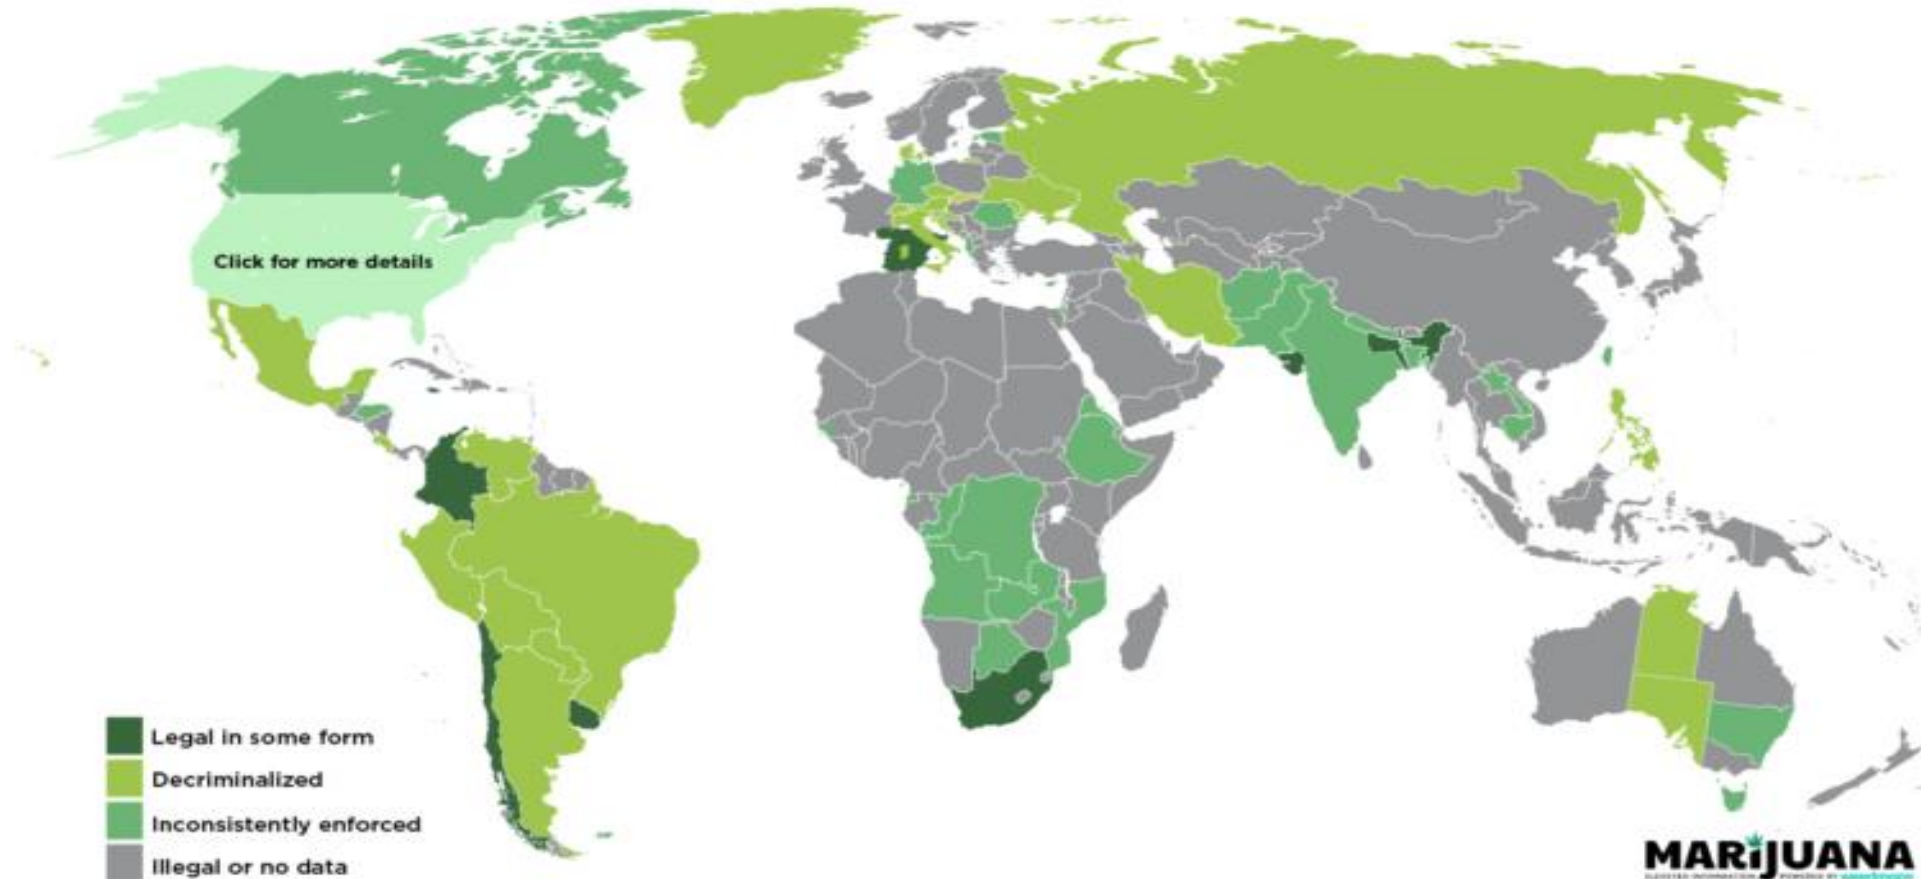 Click for more details
Legal in some form
Decriminalized
Inconsistently enforced
Illegal or no data
MARIJUANA